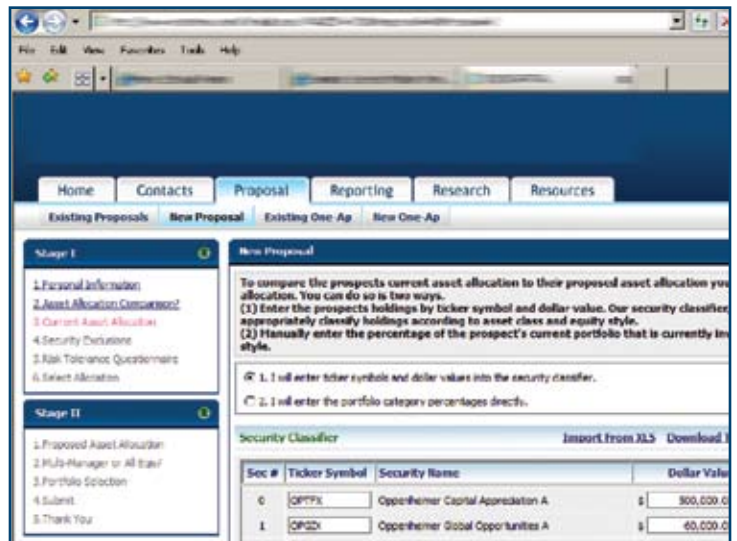 File Edit View Favorites Tools Help
Home Contacts Proposal Reporting Research Resources
Existing Proposals New Proposal Existing One-Ap New One-Ap
Stage I
1.Personal Information
2.Asset Allocation Comparison?
3.Current Asset Allocation
4.Security Exclusions
5.Risk Tolerance Questionnaire
6.Select Allocation
Stage II
1.Proposed Asset Allocation
2.Multi-Manager or
3.Portfolio Selection
4.Submit
5.Thank You
New Proposal
To compare the prospects current asset allocation to their proposed asset allocation you
allocation. You can do so is two ways.
(1) Enter the prospects holdings by ticker symbol and dollar value. Our security classifier,
appropriately classify holdings according to asset class and equity style.
(2) Manually enter the percentage of the prospect's current portfolio that is currently
style.
1. I will enter ticker symbols and dollar values into the security classifier.
2. I will enter the portfolio category percentages directly.
Security Classifier Import From XLS Download
Sec # Ticker Symbol Security Name Dollar
0 OPTFX Oppenheimer Capital Appreciation A $ 500,000.0
1 OPGIX Oppenheimer Global Opportunities A $ 60,000.0